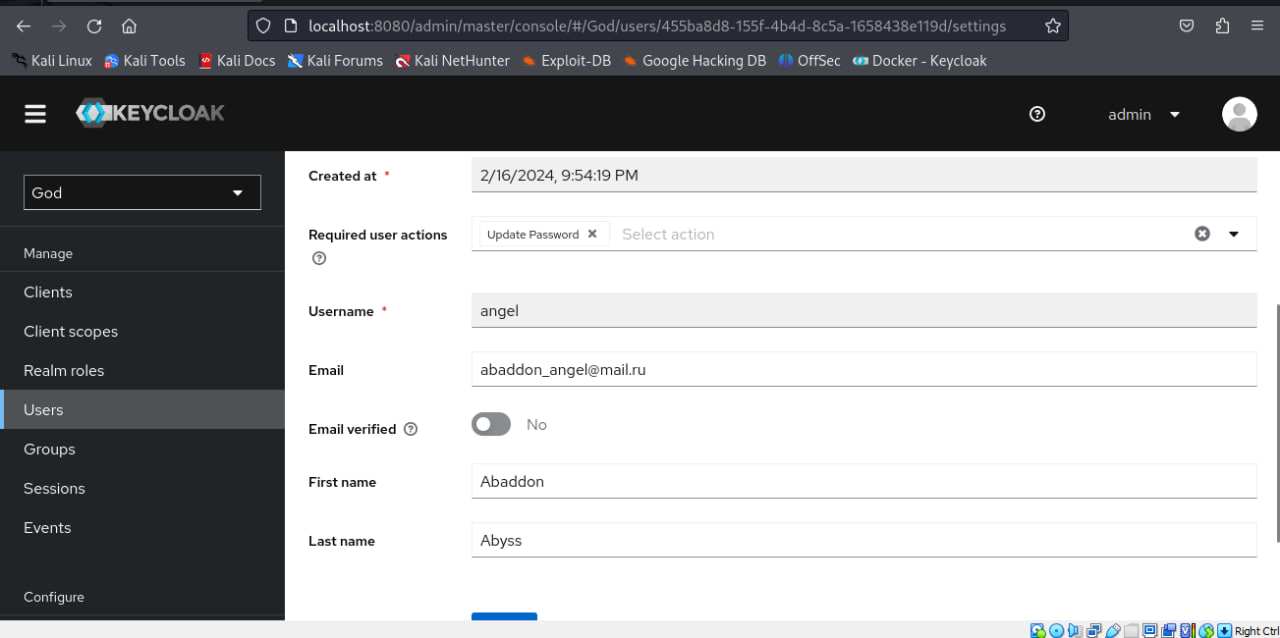 localhost:8080/admin/master/console/#/God/users/455ba8d8-155f-4b4d-8c5a-1658438e119d/settings
Kali Linux Kali Tools Kali Docs Kali Forums Kali NetHunter Exploit-DB Google Hacking DB OffSec Docker - Keycloak
KEYCLOAK
admin
God
Manage
Clients
Client scopes
Realm roles
Users
Groups
Sessions
Events
Configure
Created at *
2/16/2024, 9:54:19 PM
Required user actions
Update Password Select action
Username *
angel
Email
abaddon_angel@mail.ru
Email verified
No
First name
Abaddon
Last name
Abyss
Right Ctrl